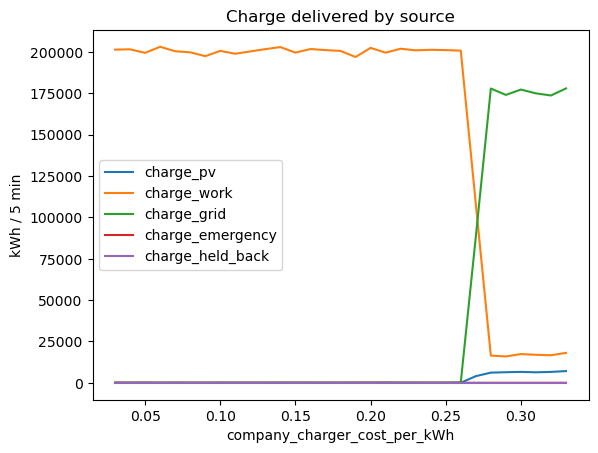 Charge delivered by source
200000
175000
150000
125000
100000
75000
50000
25000
0
kWh / 5 min
charge_pv
charge_work
charge_grid
charge_emergency
charge_held_back
0.05 0.10 0.15 0.20 0.25 0.30
company_charger_cost_per_kWh